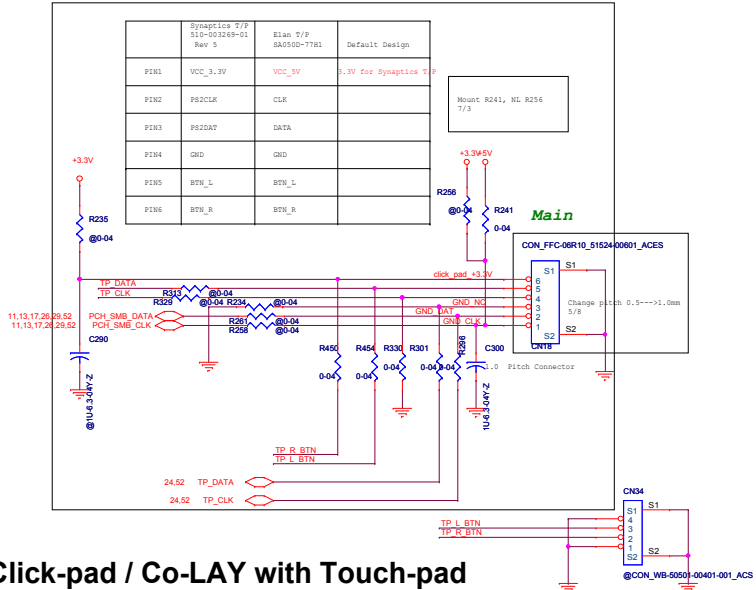 Synaptics T/P
510-003269-01
Rev 5
Elan T/P
SA050D-77H1
Default Design
PIN1
VCC_3.3V
VCC_5V
3.3V for Synaptics T/P
PIN2
PS2CLK
CLK
PIN3
PS2DAT
DATA
PIN4
GND
GND
PIN5
BTN_L
BTN_L
PIN6
BTN_R
BTN_R
Mount R241, NL R256
7/3
+3.3V
+3.3V
+5V
R235
@0-04
R256
@0-04
R241
0-04
Main
CON_FFC-06R10_51524-00601_ACES
click_pad_+3.3V
TP_DATA
TP_CLK
R313
@0-04
R329
@0-04
R234
@0-04
11,13,17,26,29,52
PCH_SMB_DATA
11,13,17,26,29,52
PCH_SMB_CLK
R261
@0-04
R258
@0-04
GND_NC
GND_DAT
GND_CLK
S1
6
5
4
3
2
1
S2
S1
S2
CN18
Change pitch 0.5--->1.0mm
5/8
1.0 Pitch Connector
C290
@1U-6.3-04Y-Z
R450
0-04
R454
0-04
R330
0-04
R301
0-04
R296
0-04
C300
1U-6.3-04Y-Z
TP_R_BTN
TP_L_BTN
24,52
TP_DATA
24,52
TP_CLK
CN34
TP_L_BTN
TP_R_BTN
S1
4
3
2
1
S2
S1
S2
@CON_WB-50501-00401-001_ACS
Click-pad / Co-LAY with Touch-pad